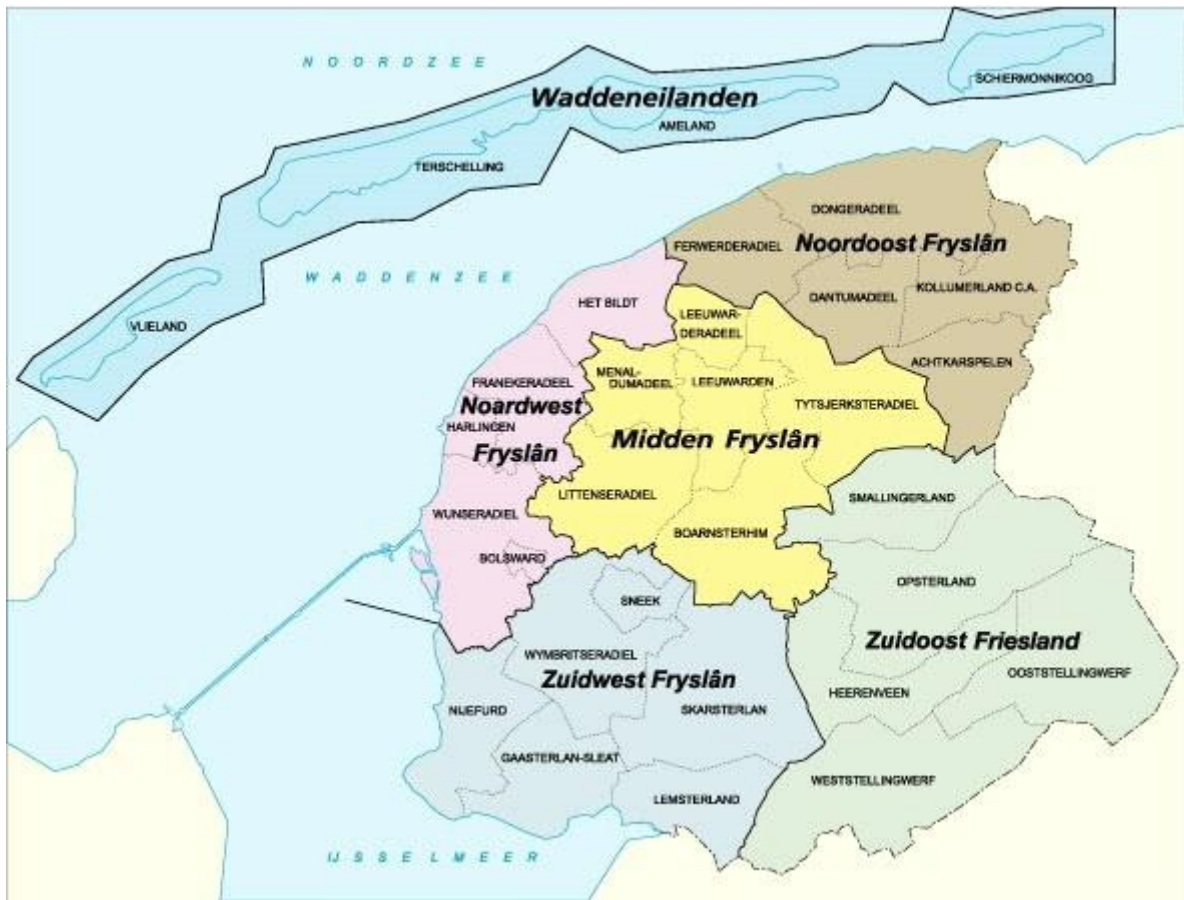 NOORDZEE
SCHIERMONNIKOOG
Waddeneilanden
AMELAND
TERSCHELLING
DONGERADEEL
FERWERDERADIEL
Noordoost Fryslân
WADDENZEE
KOLLUMERLAND C.A.
DANTUMADEEL
HET BILDT
LEEUWAR-
DERADEEL
VLIELAND
ACHTKARSPELEN
MENAL-
DUMADEEL
LEEUWARDEN
FRANEKERADEEL
TYTSJERKSTERADIEL
Noardwest
HARLINGEN
Fryslân
Midden Fryslân
LITTENSERADIEL
SMALLINGERLAND
WUNSERADIEL
BOARNSTERHIM
BOLSWARD
OPSTERLAND
SNEEK
Zuidoost Friesland
WYMBRITSERADIEL
OOSTSTELLINGWERF
Zuidwest Fryslân
HEERENVEEN
NIJEFURD
SKARSTERLAN
GAASTERLAN-SLEAT
WESTSTELLINGWERF
LEMSTERLAND
IJSSELMEER